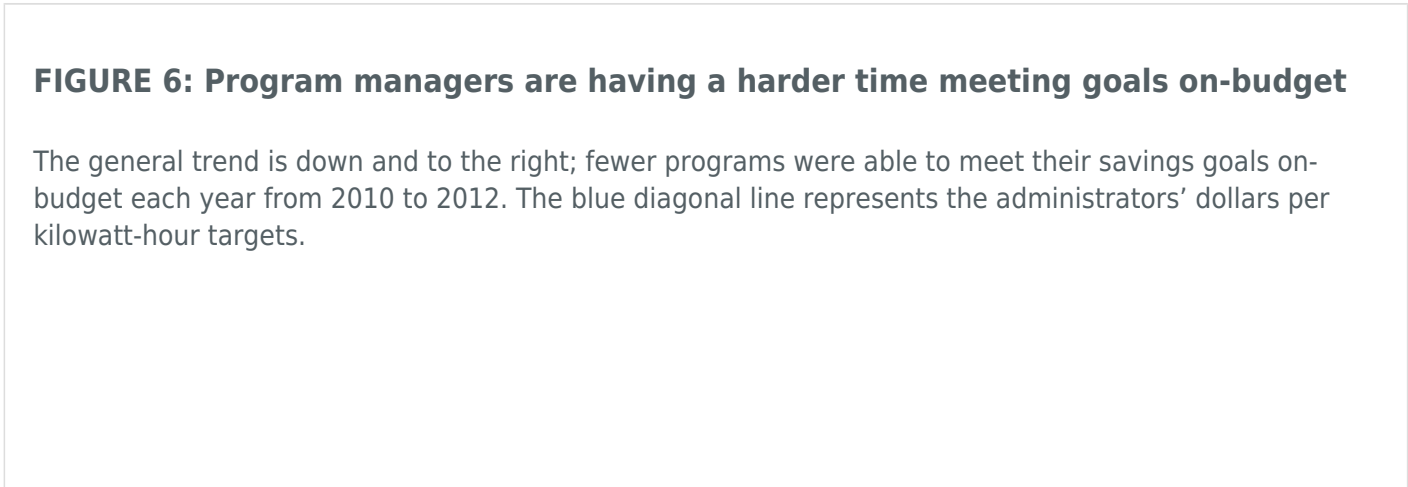 FIGURE 6: Program managers are having a harder time meeting goals on-budget
The general trend is down and to the right; fewer programs were able to meet their savings goals on-
budget each year from 2010 to 2012. The blue diagonal line represents the administrators’ dollars per
kilowatt-hour targets.